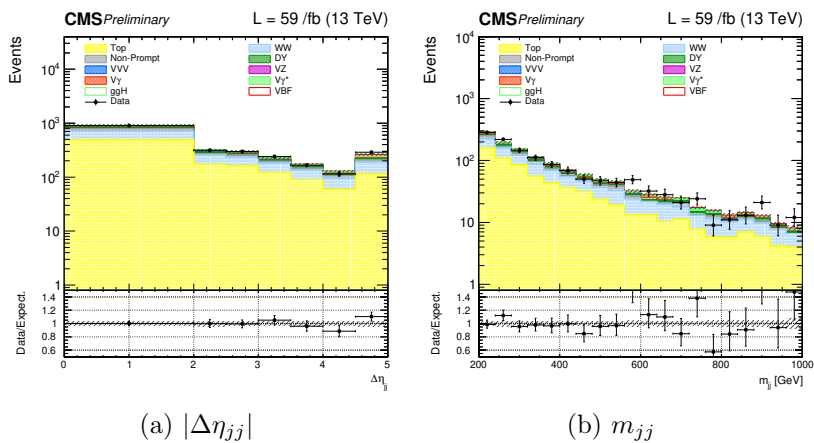 CMS Preliminary L = 59 /fb (13 TeV)
Events
Top WW
Non-Prompt DY
VVV VZ
Vγ Vγ*
ggH VBF
Data
10⁴
10³
10²
10
1
Data/Expect.
1.4
1.2
1
0.8
0.6
0 1 2 3 4 5
Δη_jj
(a) |Δη_jj|
CMS Preliminary L = 59 /fb (13 TeV)
Events
Top WW
Non-Prompt DY
VVV VZ
Vγ Vγ*
ggH VBF
Data
10⁴
10³
10²
10
1
Data/Expect.
1.4
1.2
1
0.8
0.6
200 400 600 800 1000
m_jj [GeV]
(b) m_jj